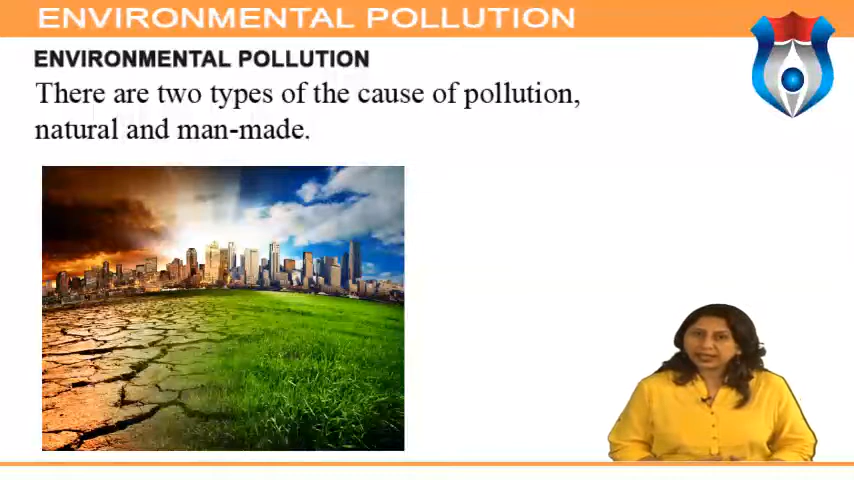 ENVIRONMENTAL POLLUTION
ENVIRONMENTAL POLLUTION
There are two types of the cause of pollution,
natural and man-made.